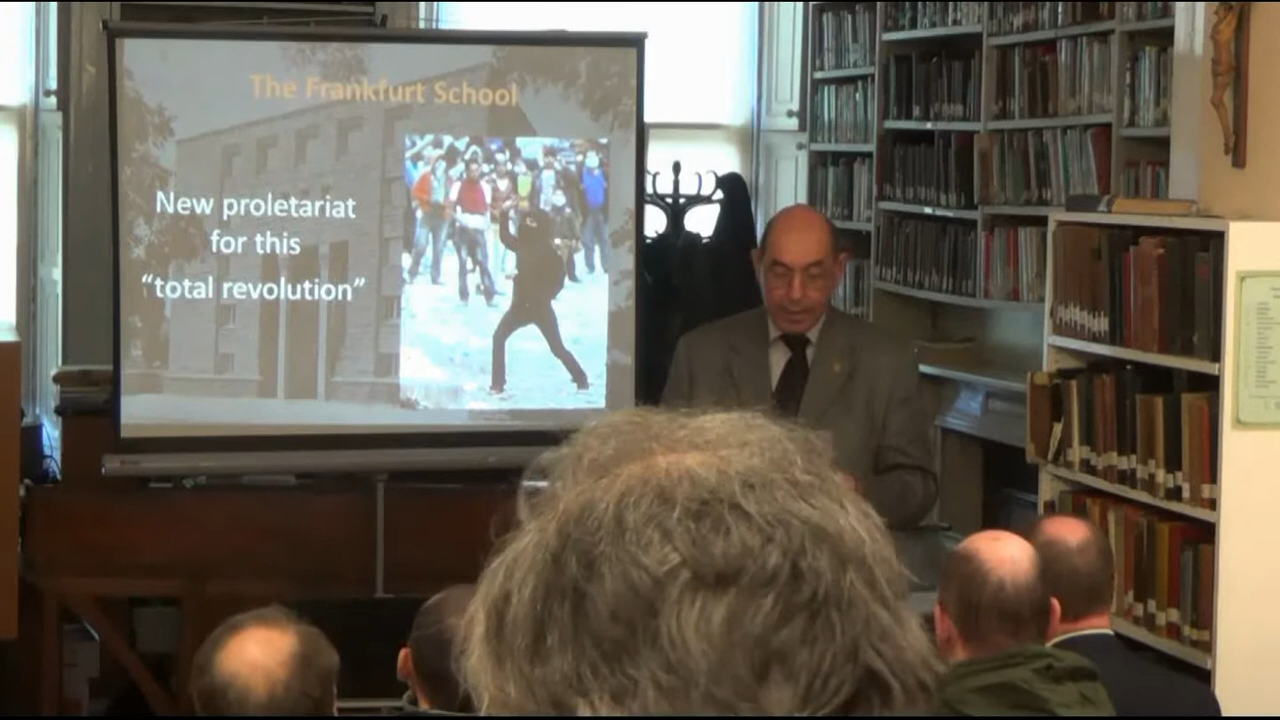 The Frankfurt School
New proletariat
for this
“total revolution”